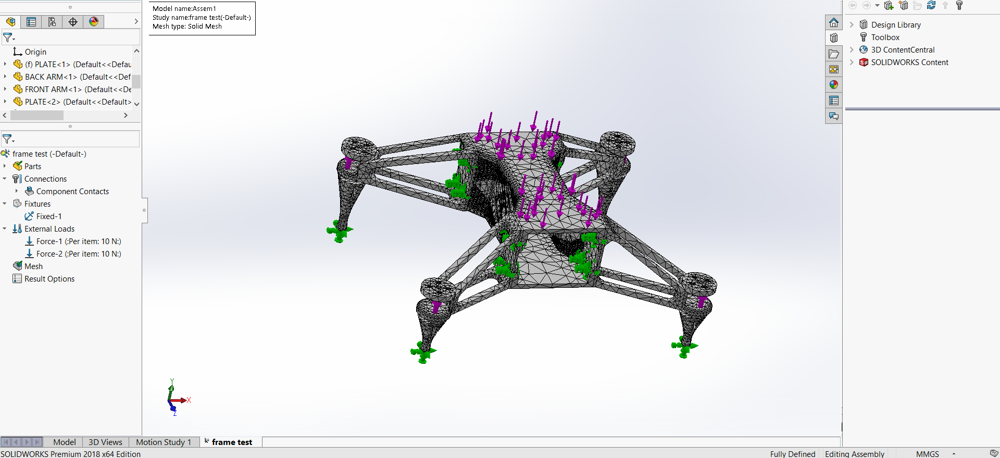 Model name:Assem1
Study name:frame test(-Default-)
Mesh type: Solid Mesh
Origin
(f) PLATE<1> (Default<<Defau
BACK ARM<1> (Default<<Def
FRONT ARM<1> (Default<<De
PLATE<2> (Default<<Default>
frame test (-Default-)
Parts
Connections
Component Contacts
Fixtures
Fixed-1
External Loads
Force-1 (:Per item: 10 N:)
Force-2 (:Per item: 10 N:)
Mesh
Result Options
Design Library
Toolbox
3D ContentCentral
SW SOLIDWORKS Content
Y
X
Z
Model
3D Views
Motion Study 1
frame test
SOLIDWORKS Premium 2018 x64 Edition
Fully Defined
Editing Assembly
MMGS